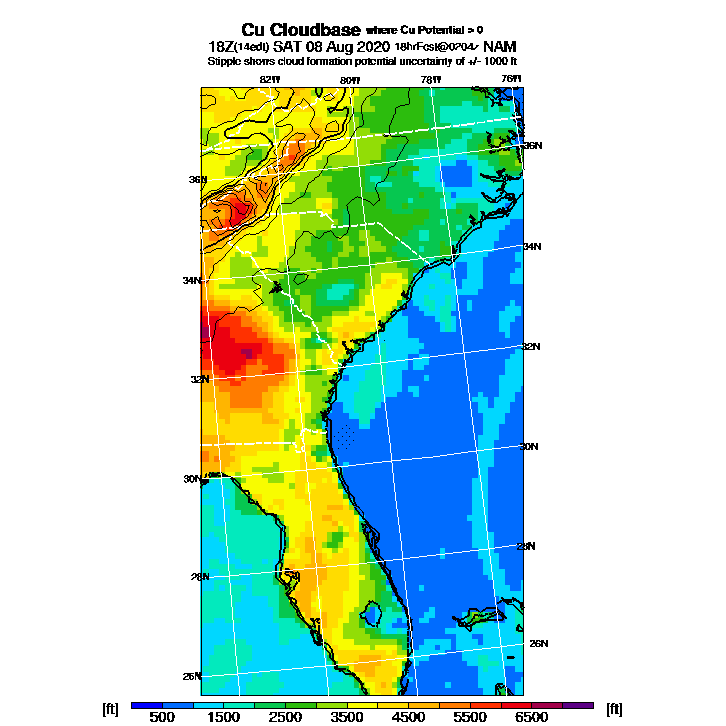 Cu Cloudbase where Cu Potential > 0
18Z(14edt) SAT 08 Aug 2020 18hrFcst@0204z NAM
Stipple shows cloud formation potential uncertainty of +/- 1000 ft
82W 80W 78W 76W
36N 36N
34N 34N
32N 32N
30N 30N
28N 28N
26N 26N
[ft] 500 1500 2500 3500 4500 5500 6500 [ft]